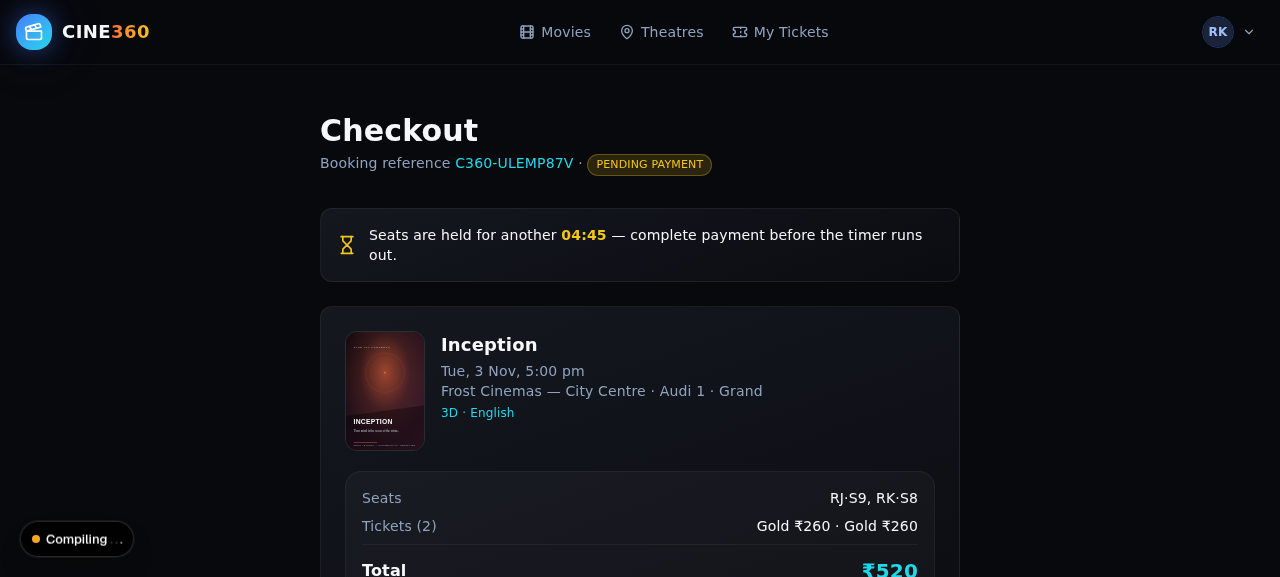 CINE360
Movies
Theatres
My Tickets
RK
Checkout
Booking reference C360-ULEMP87V · PENDING PAYMENT
Seats are held for another 04:45 — complete payment before the timer runs
out.
INCEPTION
Inception
Tue, 3 Nov, 5:00 pm
Frost Cinemas — City Centre · Audi 1 · Grand
3D · English
Seats RJ·S9, RK·S8
Tickets (2) Gold ₹260 · Gold ₹260
Total ₹520
Compiling ...